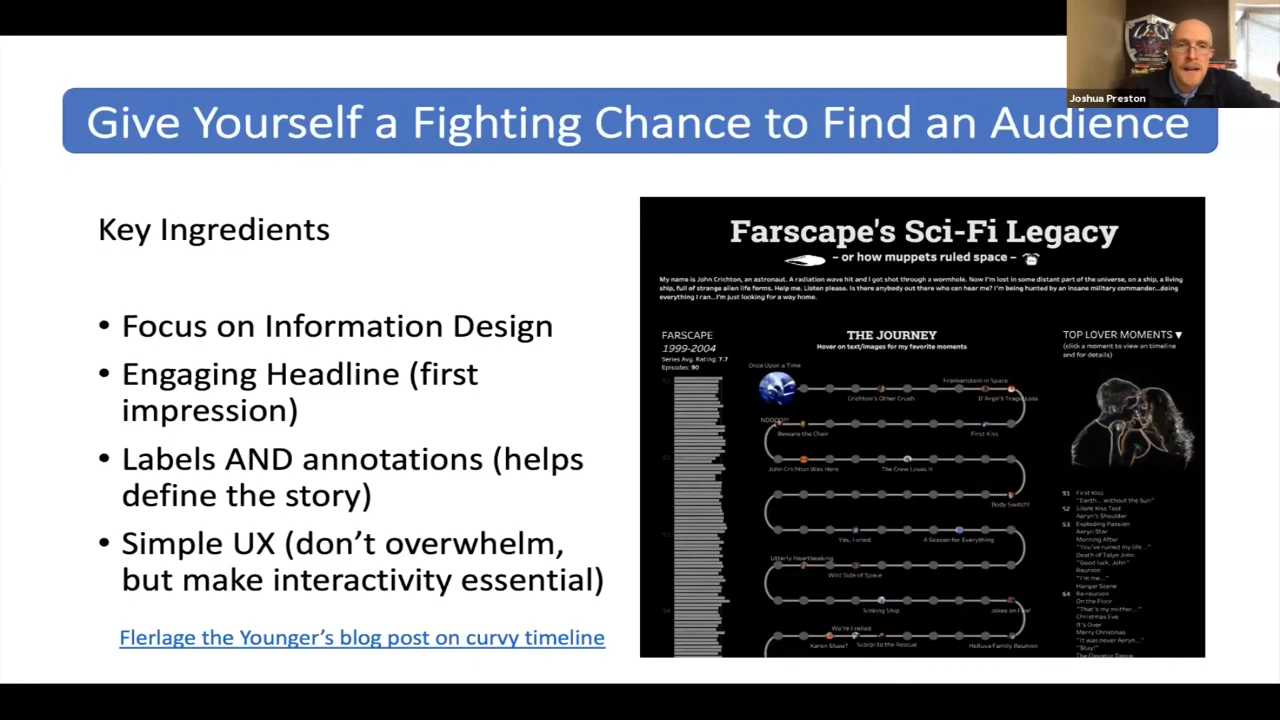 Joshua Preston
Give Yourself a Fighting Chance to Find an Audience
Key Ingredients
• Focus on Information Design
• Engaging Headline (first
impression)
• Labels AND annotations (helps
define the story)
• Simple UX (don't overwhelm,
but make interactivity essential)
Flerlage the Younger's blog post on curvy timeline
Farscape's Sci-Fi Legacy
– or how muppets ruled space –
My name is John Crichton, an astronaut. A radiation wave hit and I got shot through a wormhole. Now I'm lost in some distant part of the universe, on a ship, a living
ship, full of strange alien life forms. Help me. Listen please. Is there anybody out there who can hear me? I'm being hunted by an insane military commander...doing
everything I can...I'm just looking for a way home.
FARSCAPE
1999-2004
Series Avg. Rating: 7.7
Episodes: 90
S1
S2
S3
S4
THE JOURNEY
Hover on text/images for my favorite moments
Once Upon a Time
Frankenstein in Space
Crichton's Other Crush
D'Argo's Tragic Loss
NOOOO!!!
Beware the Chair
First Kiss
John Crichton Was Here
The Crew Loses It
Body Switch!
Yes, I cried.
A Season for Everything
Utterly Heartbreaking
Wild Side of Space
Sinking Ship
Jokes on Fire!
We're Frelled
Karen Shaw?
Scorpi to the Rescue
Helluva Family Reunion
TOP LOVER MOMENTS ▼
(click a moment to view on timeline
and for details)
S1 First Kiss
"Earth... without the Sun"
S2 Silent Kiss Test
Aeryn's Shoulder
S3 Exploding Passion
Aeryn Star
Morning After
"You've ruined my life..."
Death of Talyn John
"Good luck, John"
Reunion
"I'm me..."
Hangar Scene
S4 Re-reunion
On the Floor
"That's my mother..."
Christmas Eve
It's Over
Merry Christmas
"It was never Aeryn..."
"Stay!"
The Elevator Dance